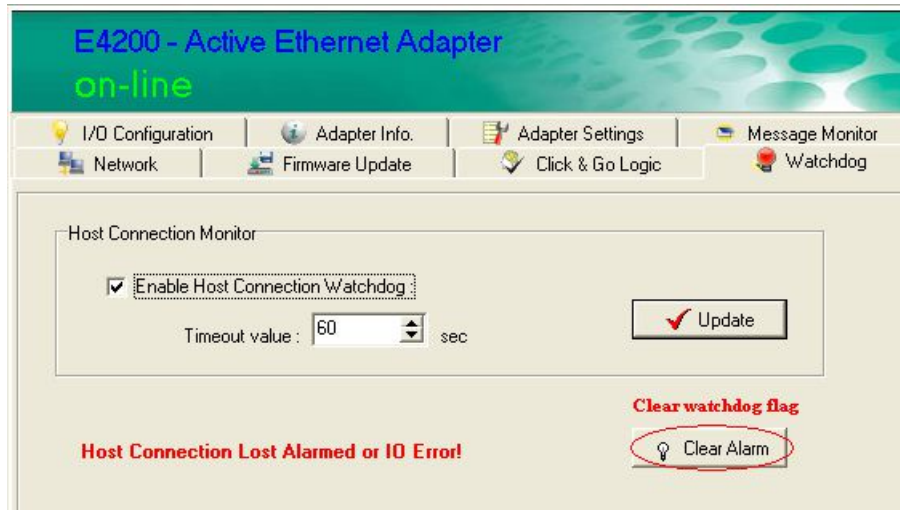 E4200 - Active Ethernet Adapter
on-line
I/O Configuration
Adapter Info.
Adapter Settings
Message Monitor
Network
Firmware Update
Click & Go Logic
Watchdog
Host Connection Monitor
Enable Host Connection Watchdog :
Timeout value : 60 sec
Update
Clear watchdog flag
Host Connection Lost Alarmed or IO Error!
Clear Alarm